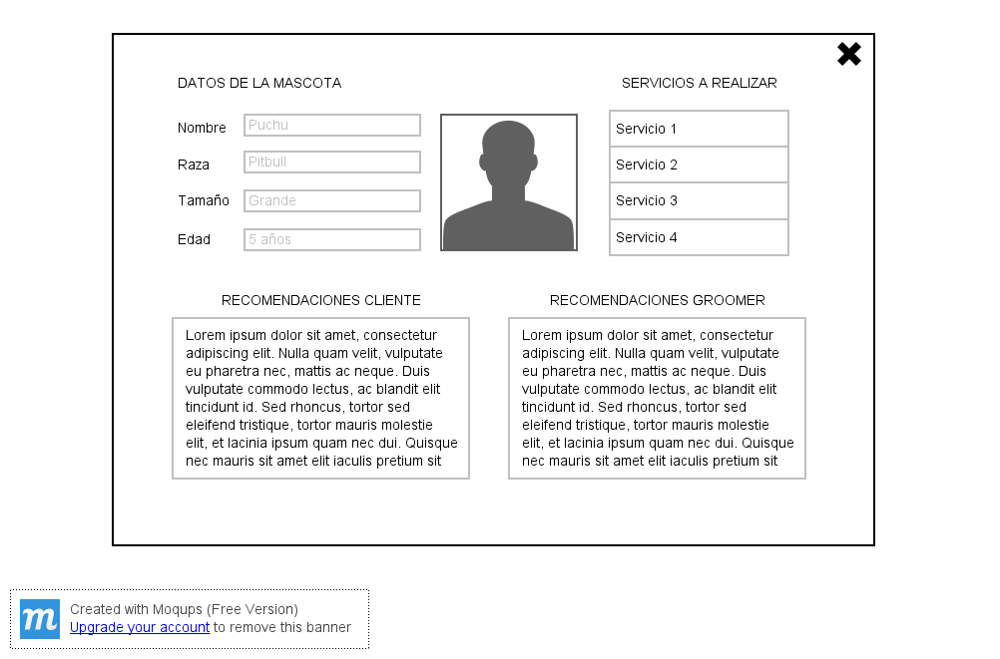 DATOS DE LA MASCOTA
Nombre Puchu
Raza Pitbull
Tamaño Grande
Edad 5 años
SERVICIOS A REALIZAR
Servicio 1
Servicio 2
Servicio 3
Servicio 4
RECOMENDACIONES CLIENTE
Lorem ipsum dolor sit amet, consectetur
adipiscing elit. Nulla quam velit, vulputate
eu pharetra nec, mattis ac neque. Duis
vulputate commodo lectus, ac blandit elit
tincidunt id. Sed rhoncus, tortor sed
eleifend tristique, tortor mauris molestie
elit, et lacinia ipsum quam nec dui. Quisque
nec mauris sit amet elit iaculis pretium sit
RECOMENDACIONES GROOMER
Lorem ipsum dolor sit amet, consectetur
adipiscing elit. Nulla quam velit, vulputate
eu pharetra nec, mattis ac neque. Duis
vulputate commodo lectus, ac blandit elit
tincidunt id. Sed rhoncus, tortor sed
eleifend tristique, tortor mauris molestie
elit, et lacinia ipsum quam nec dui. Quisque
nec mauris sit amet elit iaculis pretium sit
m
Created with Moqups (Free Version)
Upgrade your account to remove this banner